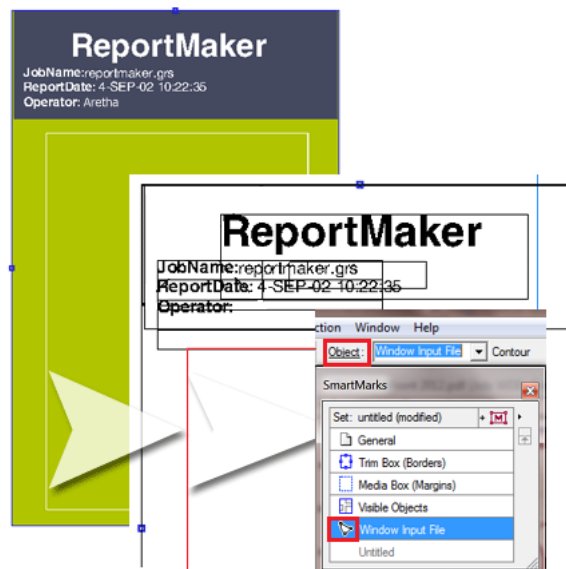 ReportMaker
JobName:reportmaker.grs
ReportDate: 4-SEP-02 10:22:35
Operator: Aretha
ReportMaker
JobName:reportmaker.grs
ReportDate: 4-SEP-02 10:22:35
Operator:
ction Window Help
Object: Window Input File Contour
SmartMarks
Set: untitled (modified)
General
Trim Box (Borders)
Media Box (Margins)
Visible Objects
Window Input File
Untitled